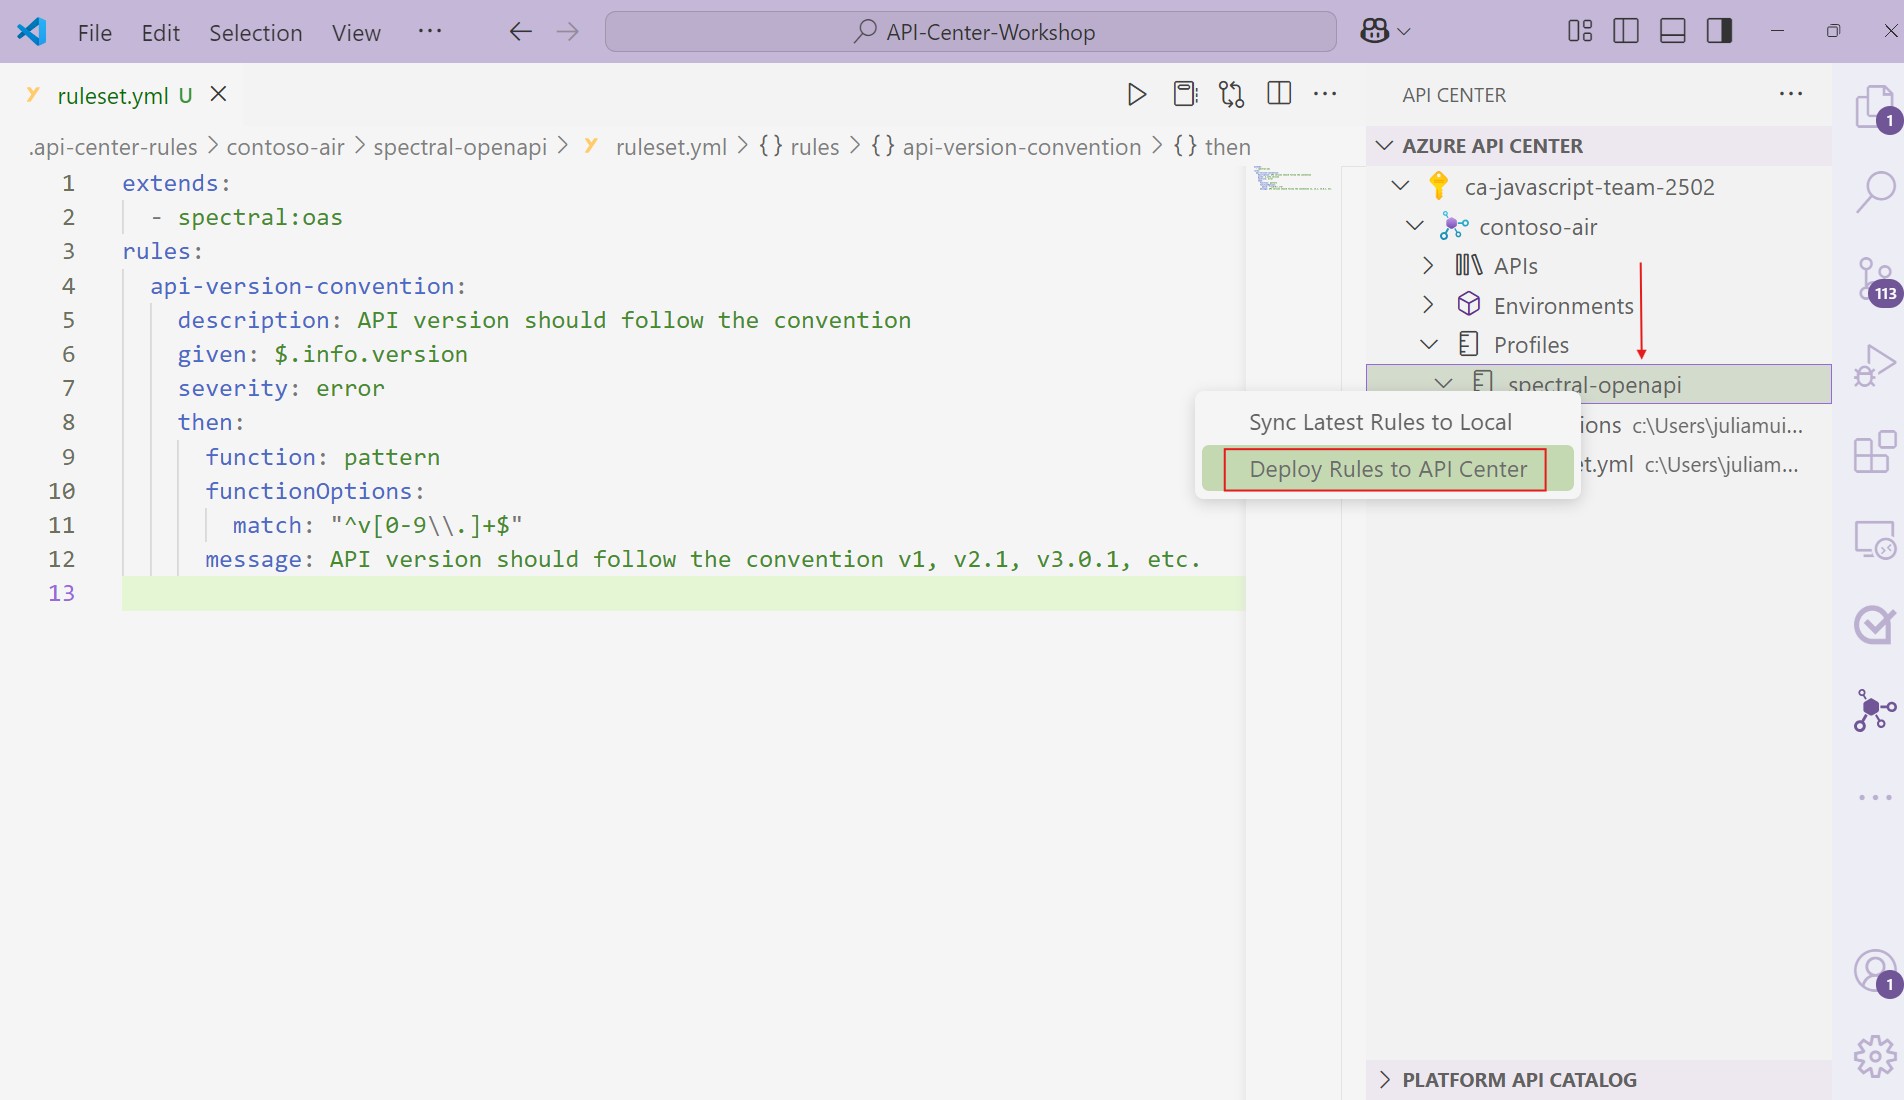 File Edit Selection View ··· API-Center-Workshop
ruleset.yml U
.api-center-rules > contoso-air > spectral-openapi > ruleset.yml > {} rules > {} api-version-convention > {} then
1 extends:
2 - spectral:oas
3 rules:
4 api-version-convention:
5 description: API version should follow the convention
6 given: $.info.version
7 severity: error
8 then:
9 function: pattern
10 functionOptions:
11 match: "^v[0-9\\.]+$"
12 message: API version should follow the convention v1, v2.1, v3.0.1, etc.
13
Sync Latest Rules to Local
Deploy Rules to API Center
API CENTER
AZURE API CENTER
ca-javascript-team-2502
contoso-air
APIs
Environments
Profiles
spectral-openapi
ions c:\Users\juliamui...
t.yml c:\Users\juliam...
PLATFORM API CATALOG
1
113
1